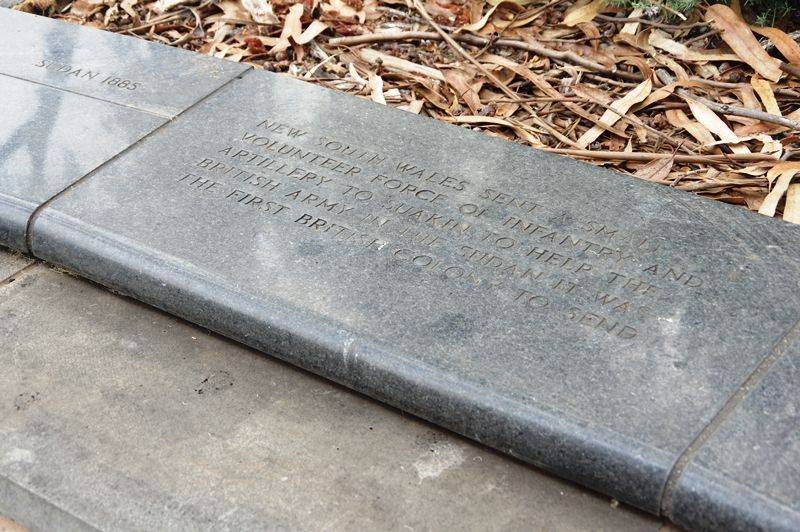 SUDAN 1885
NEW SOUTH WALES SENT A SMALL
VOLUNTEER FORCE OF INFANTRY AND
ARTILLERY TO SUAKIN TO HELP THE
BRITISH ARMY IN THE SUDAN IT WAS
THE FIRST BRITISH COLONY TO SEND